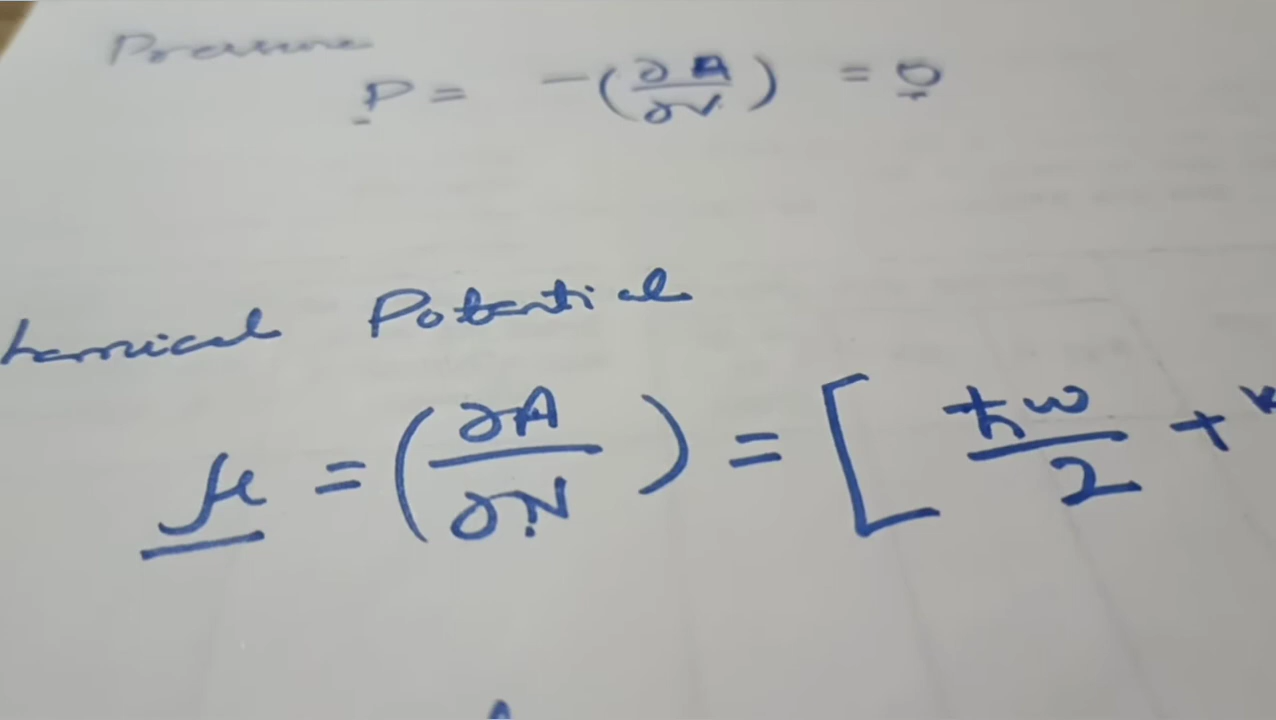 Pressure
P = -(∂A/∂V) = 0
hemical Potential
μ = (∂A/∂N) = [ ℏω/2 +